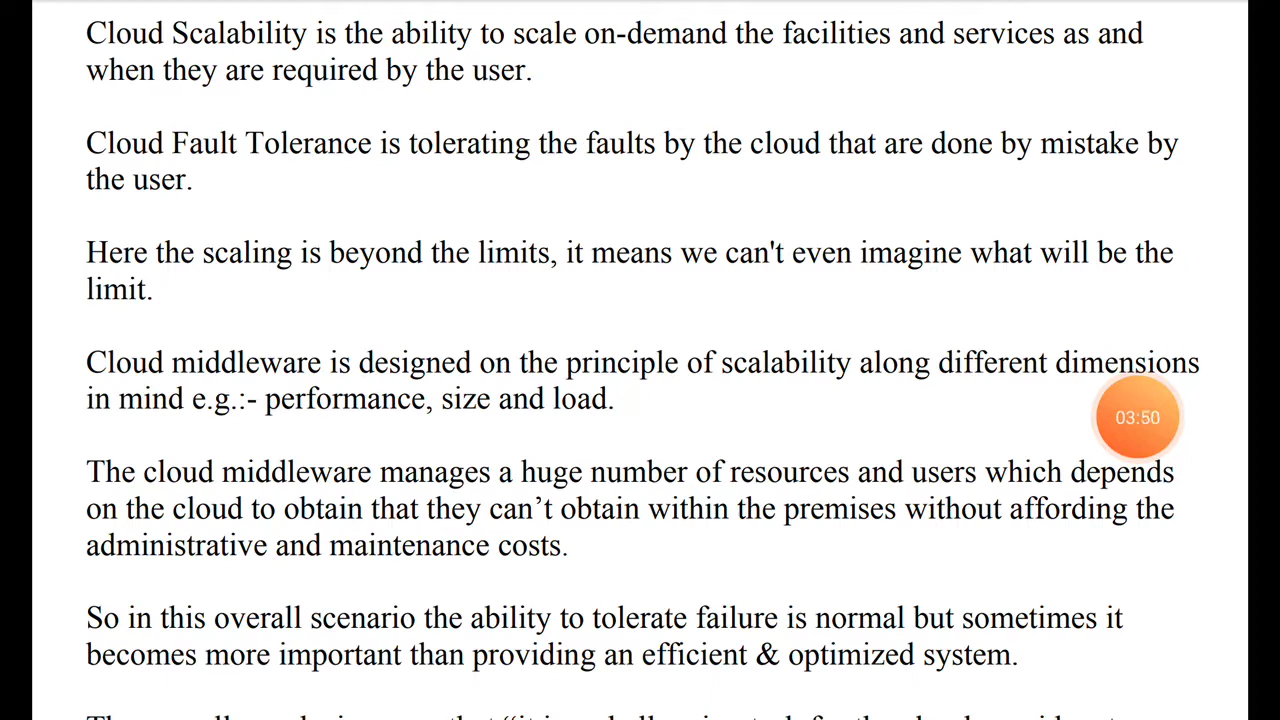 Cloud Scalability is the ability to scale on-demand the facilities and services as and
when they are required by the user.
Cloud Fault Tolerance is tolerating the faults by the cloud that are done by mistake by
the user.
Here the scaling is beyond the limits, it means we can't even imagine what will be the
limit.
Cloud middleware is designed on the principle of scalability along different dimensions
in mind e.g.:- performance, size and load.
03:50
The cloud middleware manages a huge number of resources and users which depends
on the cloud to obtain that they can’t obtain within the premises without affording the
administrative and maintenance costs.
So in this overall scenario the ability to tolerate failure is normal but sometimes it
becomes more important than providing an efficient & optimized system.